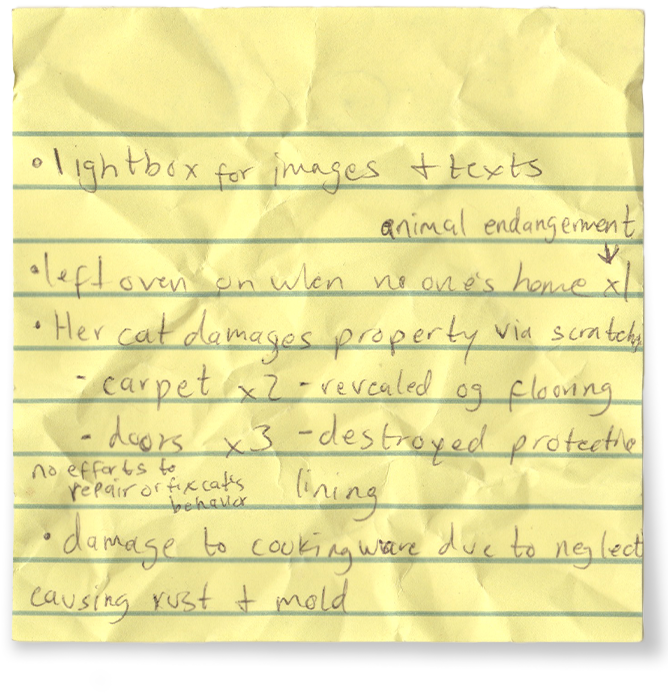 • lightbox for images + texts
animal endangerment
↓
• left oven on when no one's home x1
• Her cat damages property via scratchs
- carpet x2 - revealed og flooring
- doors x3 - destroyed protective
no efforts to
repair or fix cats
behavior
lining
• damage to cookingware due to neglect
causing rust + mold